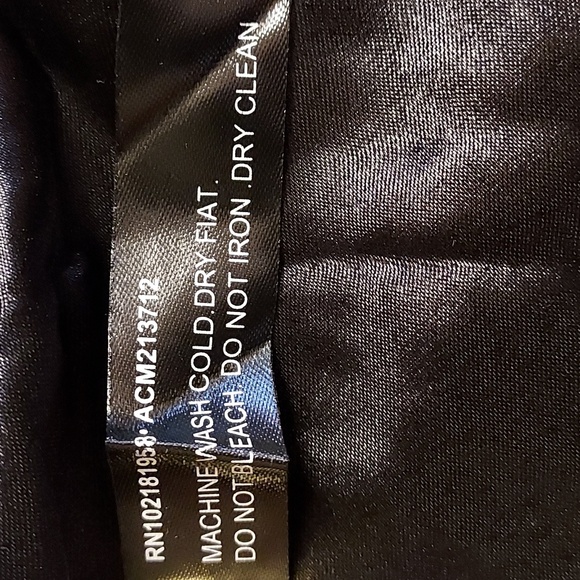 RN102181958• ACM213712
MACHINE WASH COLD.DRY FIAT.
DO NOT BLEACH. DO NOT IRON .DRY CLEAN